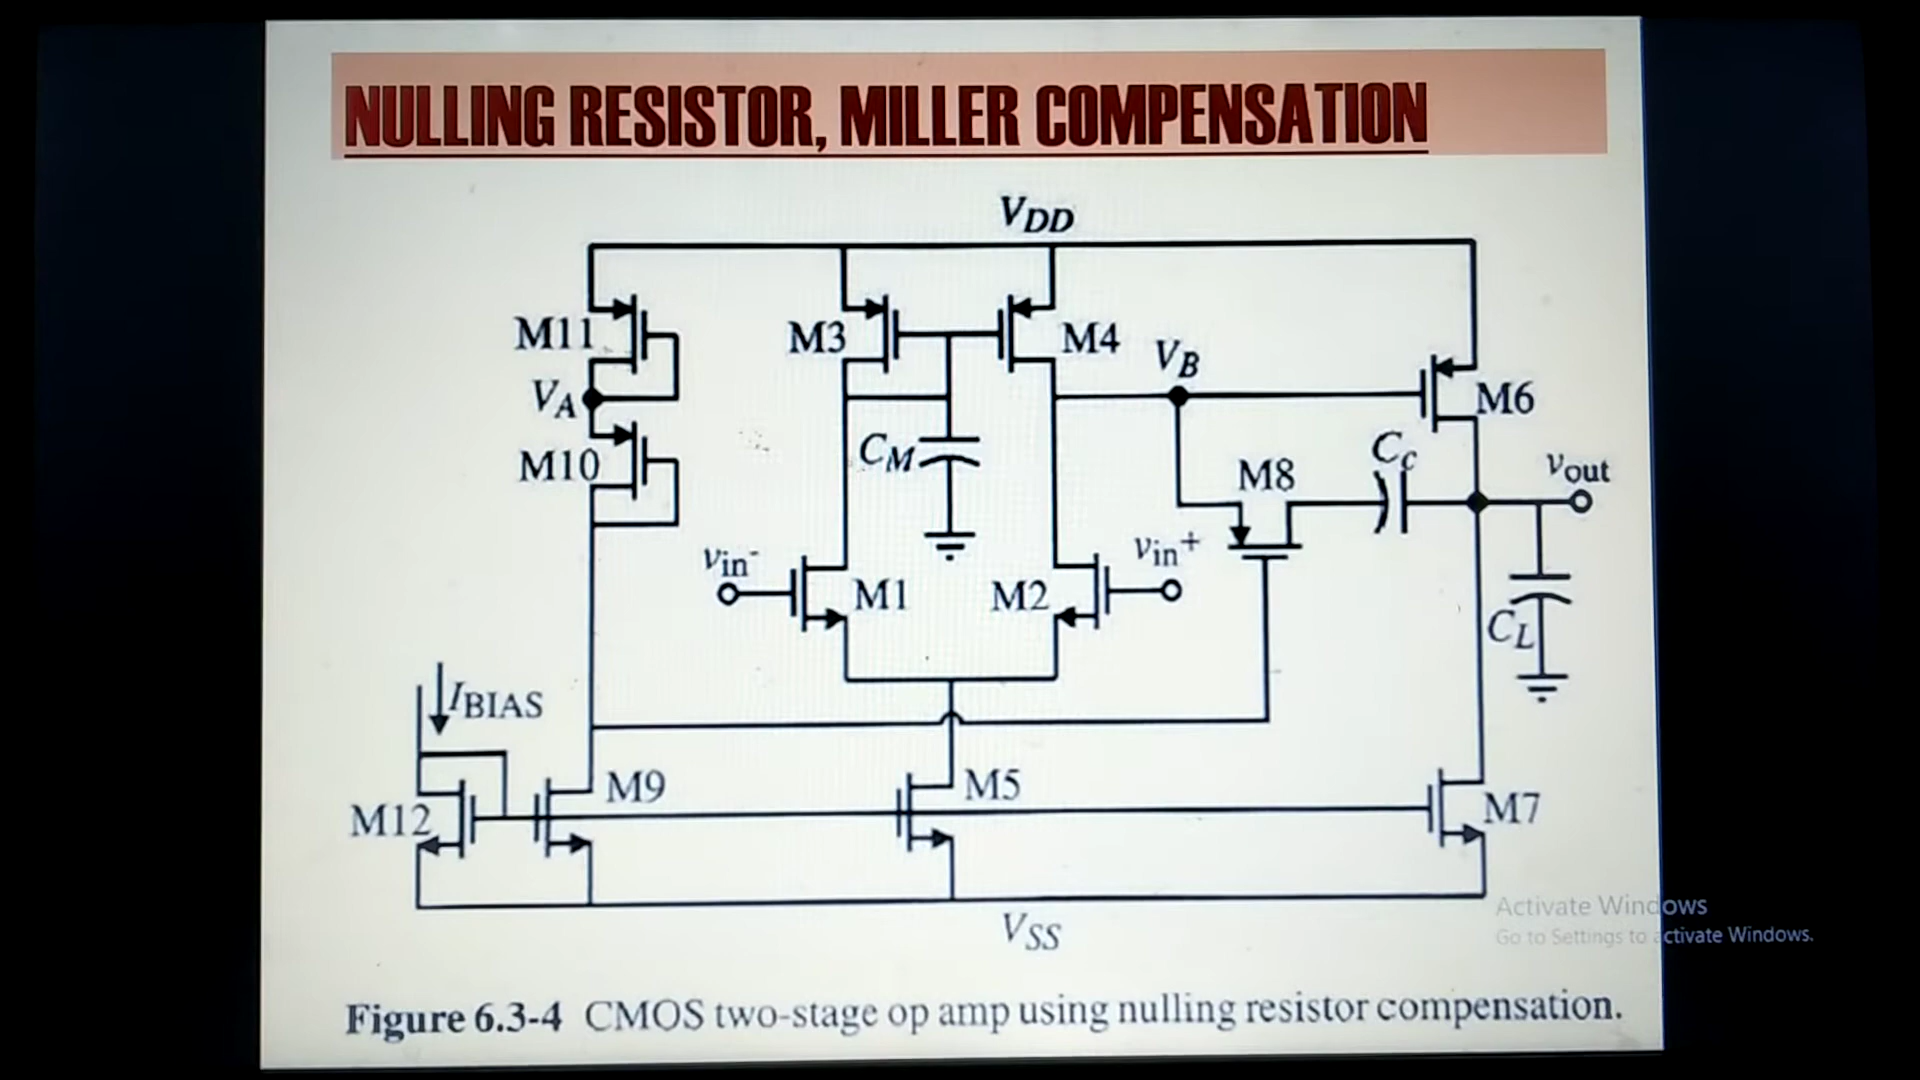 NULLING RESISTOR, MILLER COMPENSATION
VDD
M11
M3
M4
VB
VA
M6
M10
CM
M8
Cc
vout
vin-
vin+
M1
M2
CL
IBIAS
M9
M5
M12
M7
VSS
Activate Windows
Go to Settings to activate Windows.
Figure 6.3-4 CMOS two-stage op amp using nulling resistor compensation.